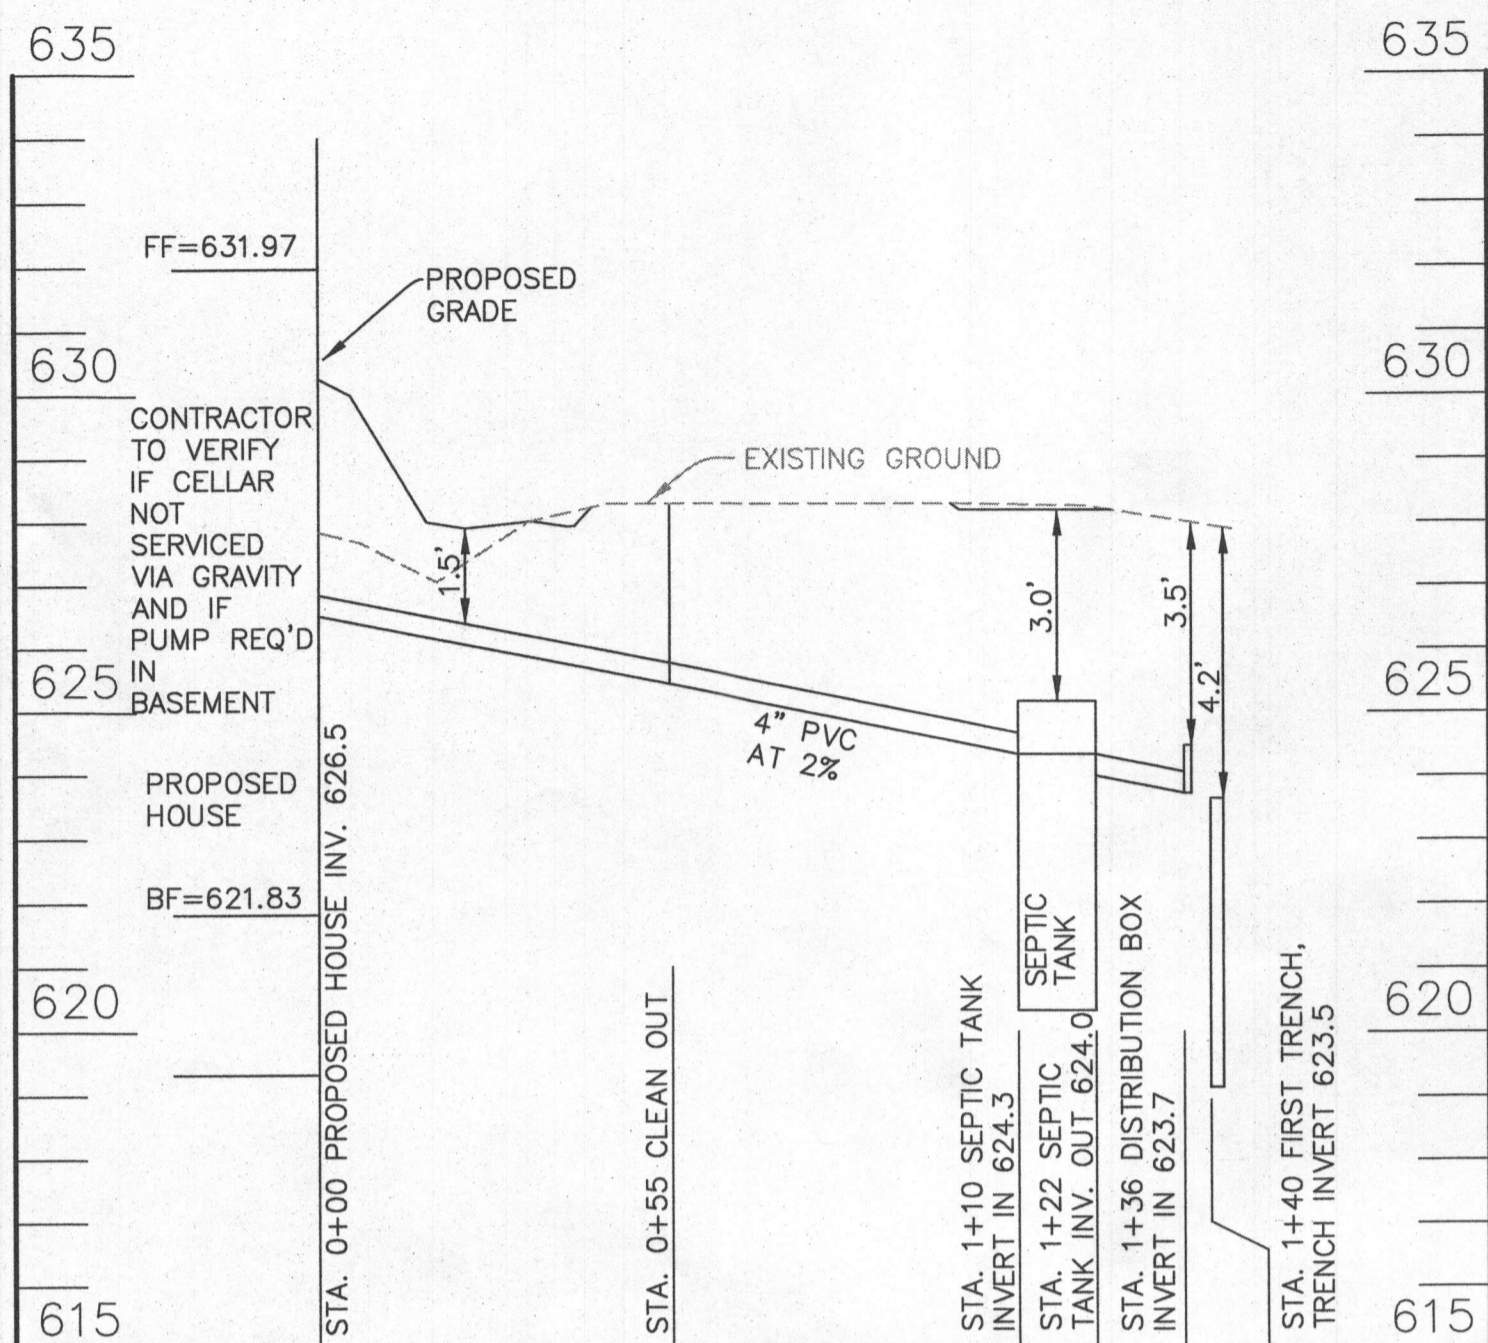 635
635
FF=631.97
PROPOSED
GRADE
630
630
CONTRACTOR
TO VERIFY
IF CELLAR
NOT
SERVICED
VIA GRAVITY
AND IF
PUMP REQ'D
IN
BASEMENT
EXISTING GROUND
1.5'
3.0'
3.5'
4.2'
625
625
4" PVC
AT 2%
PROPOSED
HOUSE
BF=621.83
SEPTIC
TANK
620
620
STA. 0+00 PROPOSED HOUSE INV. 626.5
STA. 0+55 CLEAN OUT
STA. 1+10 SEPTIC TANK
INVERT IN 624.3
STA. 1+22 SEPTIC
TANK INV. OUT 624.0
STA. 1+36 DISTRIBUTION BOX
INVERT IN 623.7
STA. 1+40 FIRST TRENCH,
TRENCH INVERT 623.5
615
615